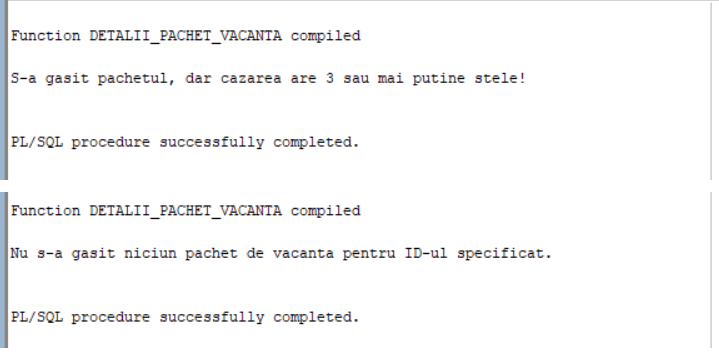 Function DETALII_PACHET_VACANTA compiled
S-a gasit pachetul, dar cazarea are 3 sau mai putine stele!
PL/SQL procedure successfully completed.
Function DETALII_PACHET_VACANTA compiled
Nu s-a gasit niciun pachet de vacanta pentru ID-ul specificat.
PL/SQL procedure successfully completed.